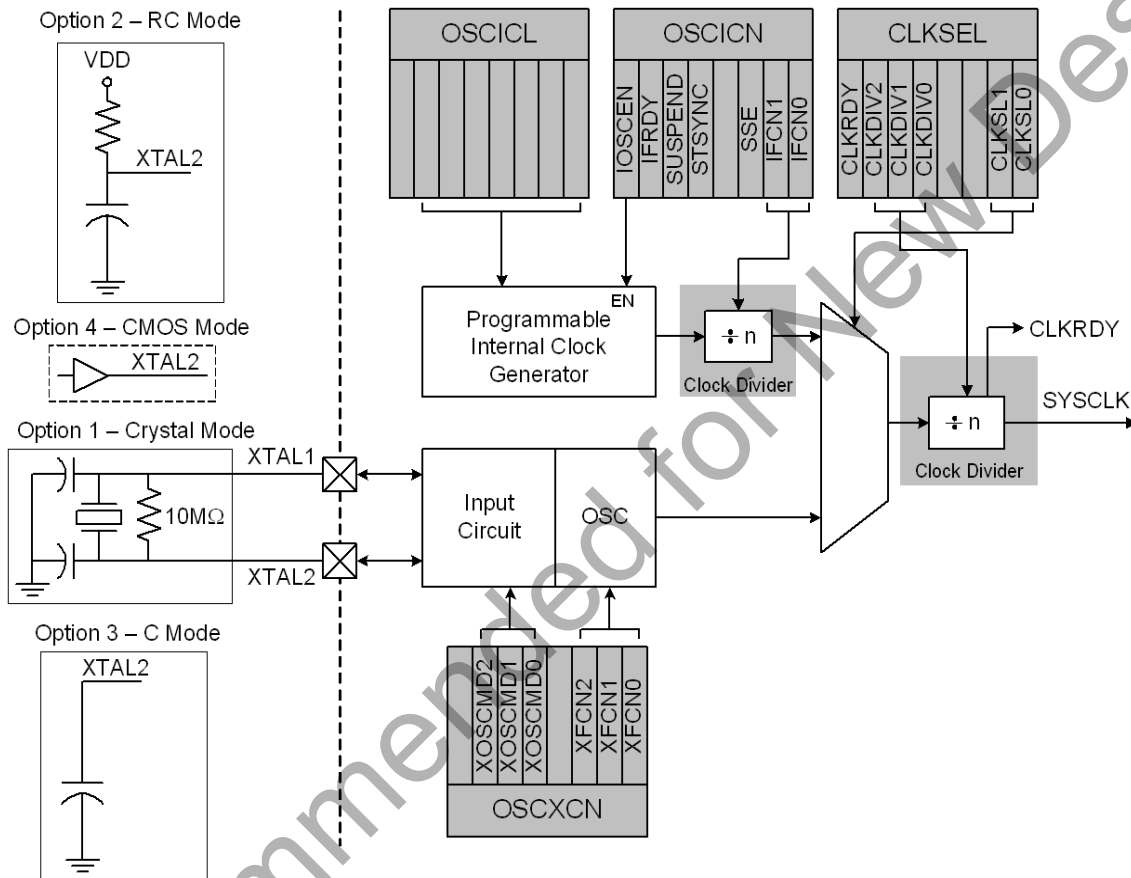 Option 2 – RC Mode
VDD
XTAL2
Option 4 – CMOS Mode
XTAL2
Option 1 – Crystal Mode
XTAL1
10MΩ
XTAL2
Option 3 – C Mode
XTAL2
OSCICL
OSCICN
IOSCEN
IFRDY
SUSPEND
STSYNC
SSE
IFCN1
IFCN0
CLKSEL
CLKRDY
CLKDIV2
CLKDIV1
CLKDIV0
CLKSL1
CLKSL0
EN
Programmable
Internal Clock
Generator
÷ n
Clock Divider
CLKRDY
SYSCLK
÷ n
Clock Divider
Input
Circuit
OSC
XOSCMD2
XOSCMD1
XOSCMD0
XFCN2
XFCN1
XFCN0
OSCXCN
for New